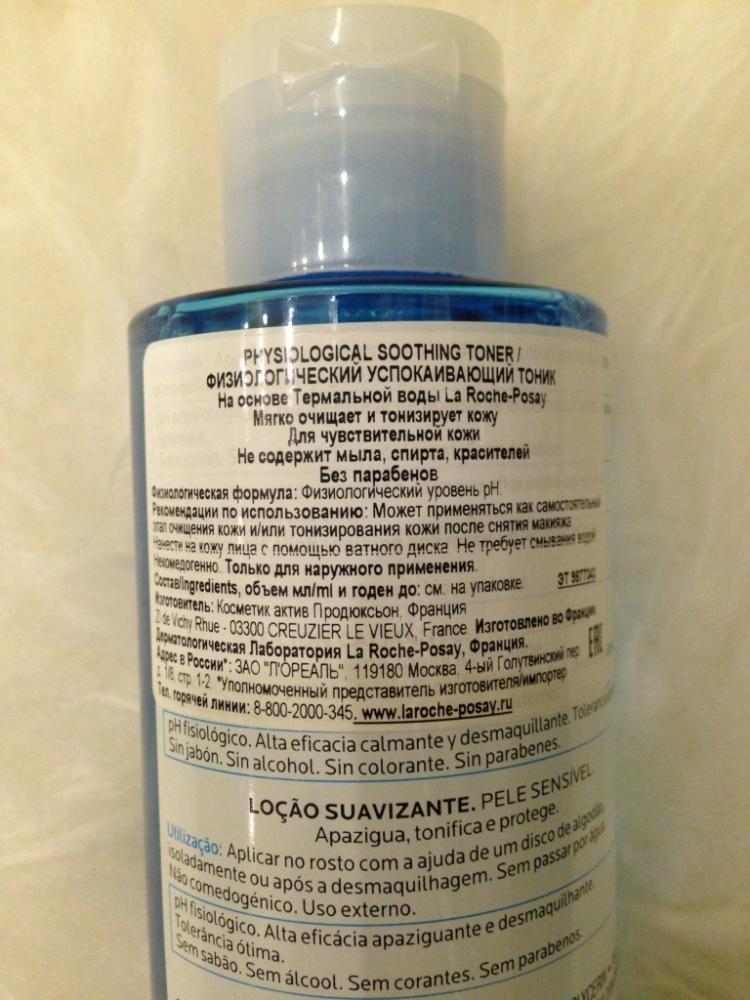 PHYSIOLOGICAL SOOTHING TONER /
ФИЗИОЛОГИЧЕСКИЙ УСПОКАИВАЮЩИЙ ТОНИК
На основе Термальной воды La Roche-Posay
Мягко очищает и тонизирует кожу
Для чувствительной кожи
Не содержит мыла, спирта, красителей
Без парабенов
Физиологическая формула: Физиологический уровень pH.
Рекомендации по использованию: Может применяться как самостоятельный
этап очищения кожи и/или тонизирования кожи после снятия макияжа.
Нанести на кожу лица с помощью ватного диска. Не требует смывания водой.
Некомедогенно. Только для наружного применения.
Состав/Ingredients, объем мл/ml и годен до: см. на упаковке.
Изготовитель: Косметик актив Продюксьон, Франция
ZI de Vichy Rhue - 03300 CREUZIER LE VIEUX, France. Изготовлено во Франции.
Дерматологическая Лаборатория La Roche-Posay, Франция.
EAC
Адрес в России*: ЗАО "Л'ОРЕАЛЬ", 119180 Москва, 4-ый Голутвинский пер.
д. 1/8, стр. 1-2. *Уполномоченный представитель изготовителя/импортер
Тел. горячей линии: 8-800-2000-345. www.laroche-posay.ru
pH fisiológico. Alta eficacia calmante y desmaquillante.
Sin jabón. Sin alcohol. Sin colorante. Sin parabenes.
LOÇÃO SUAVIZANTE. PELE SENSÍVEL.
Apazigua, tonifica e protege.
Utilização: Aplicar no rosto com a ajuda de um disco de algodão
isoladamente ou após a desmaquilhagem. Sem passar por água.
Não comedogénico. Uso externo.
pH fisiológico. Alta eficácia apaziguante e desmaquilhante.
Tolerância ótima.
Sem sabão. Sem álcool. Sem corantes. Sem parabenos.